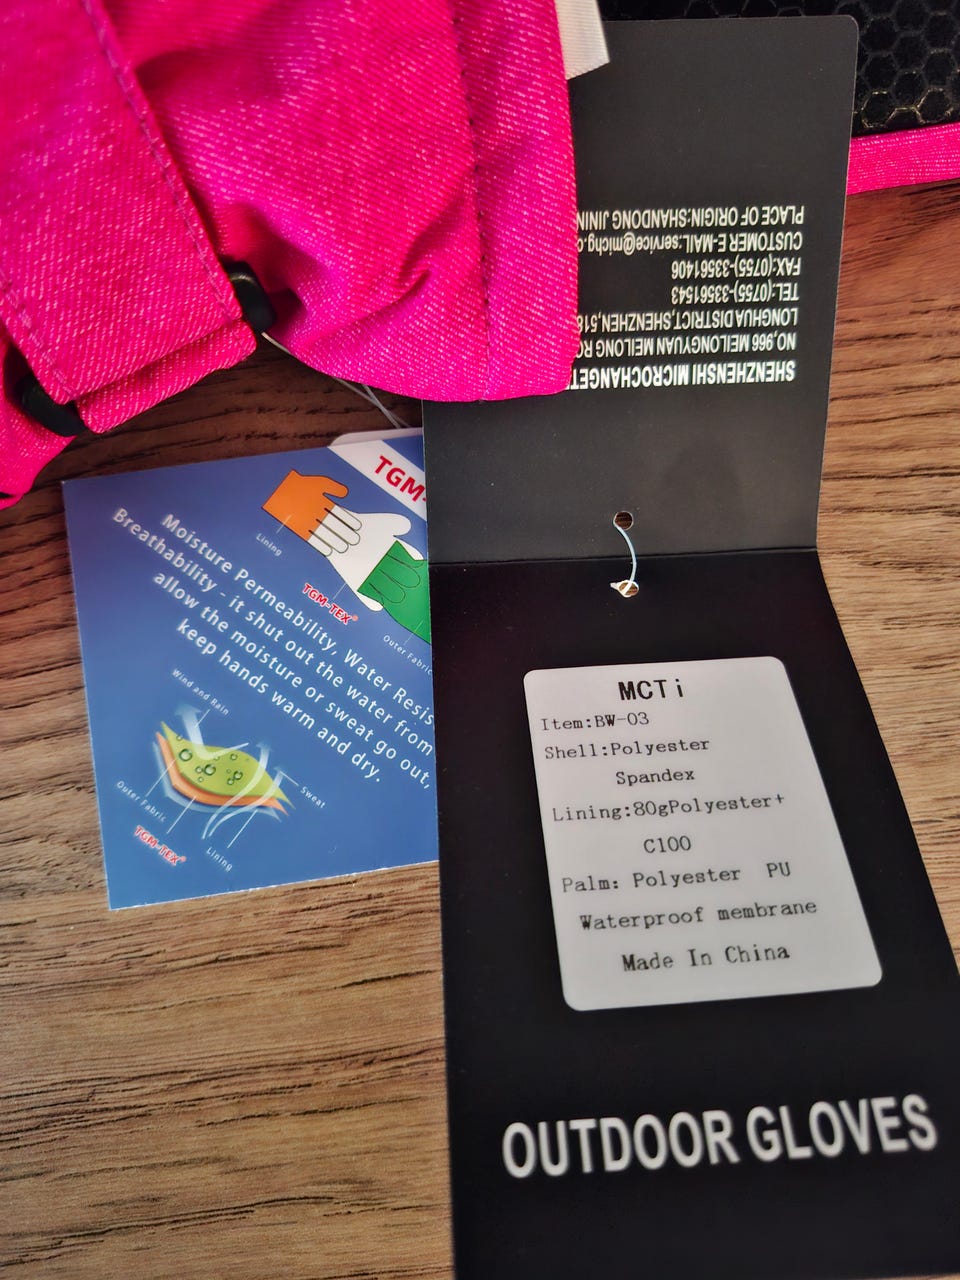 SHENZHENSHI MICROCHANGET
NO,966 MEILONGYUAN MEILONG RO
LONGHUA DISTRICT,SHENZHEN,518
TEL:(0755)-33561543
FAX:(0755)-33561406
CUSTOMER E-MAIL:service@michg.c
PLACE OF ORIGIN:SHANDONG JINING
TGM-
Lining
TGM-TEX®
Outer Fabric
Moisture Permeability, Water Resis
Breathability - it shut out the water from
allow the moisture or sweat go out,
keep hands warm and dry.
Wind and Rain
Outer Fabric
Sweat
TGM-TEX®
Lining
MCTi
Item:BW-03
Shell:Polyester
Spandex
Lining:80gPolyester+
C100
Palm: Polyester PU
Waterproof membrane
Made In China
OUTDOOR GLOVES